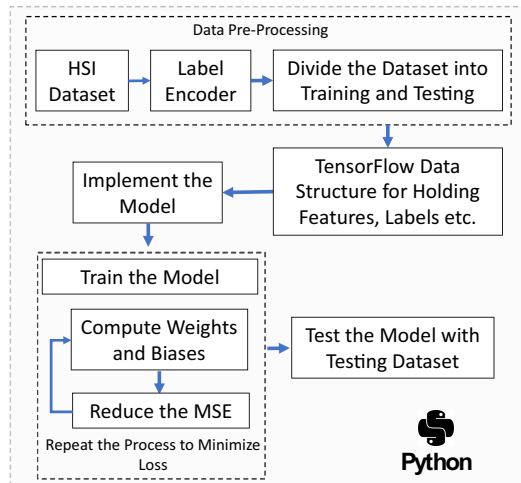 Data Pre-Processing
HSI
Dataset
Label
Encoder
Divide the Dataset into
Training and Testing
TensorFlow Data
Structure for Holding
Features, Labels etc.
Implement the
Model
Train the Model
Compute Weights
and Biases
Reduce the MSE
Repeat the Process to Minimize
Loss
Test the Model with
Testing Dataset
Python